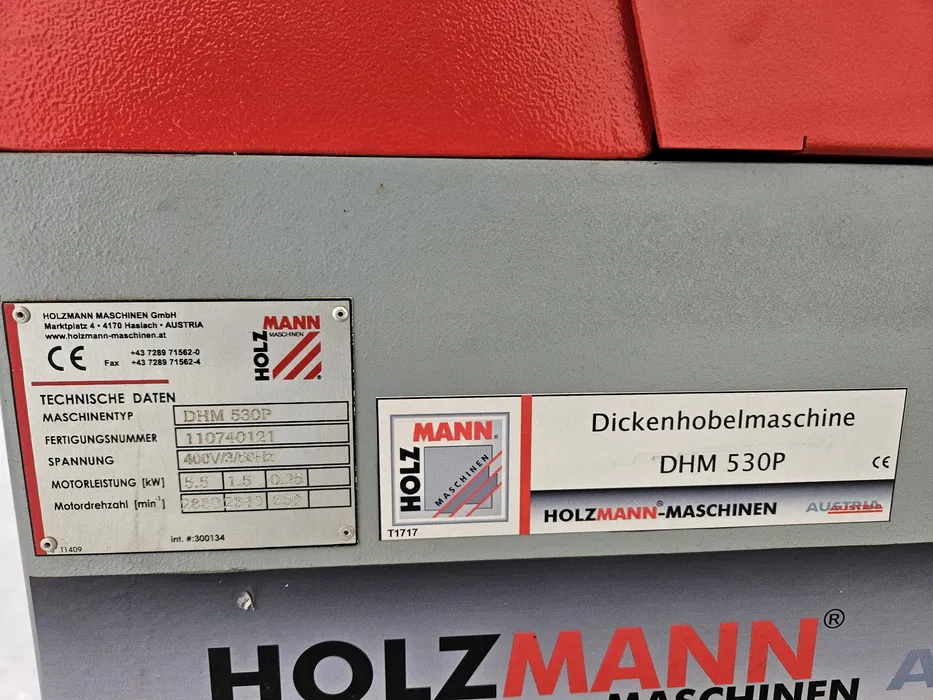 HOLZMANN MASCHINEN GmbH
Marktplatz 4 • 4170 Haslach • AUSTRIA
www.holzmann-maschinen.at
CE
+43 7289 71562-0
Fax +43 7289 71562-4
HOLZ
MANN
MASCHINEN
®
TECHNISCHE DATEN
MASCHINENTYP DHM 530P
FERTIGUNGSNUMMER 110740121
SPANNUNG 400V/3/50Hz
MOTORLEISTUNG [kW] 5.5 1.5 0.25
Motordrehzahl [min⁻¹]
int. #:300134
T1409
HOLZ
MANN®
MASCHINEN
T1717
Dickenhobelmaschine
DHM 530P
CE
HOLZMANN®-MASCHINEN
AUSTRIA
HOLZMANN®
MASCHINEN
A